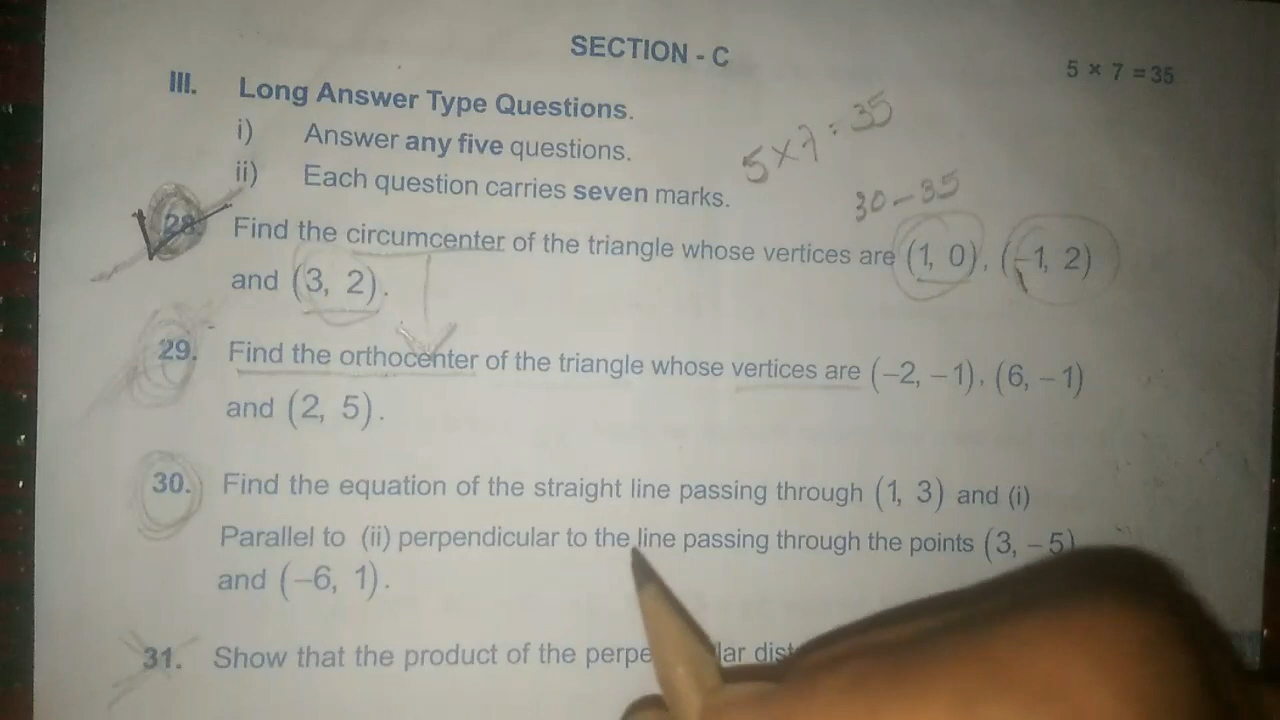 SECTION - C
5 × 7 = 35
III. Long Answer Type Questions.
i) Answer any five questions.
5 × 7 = 35
ii) Each question carries seven marks.
30 - 35
28. Find the circumcenter of the triangle whose vertices are (1, 0), (-1, 2)
and (3, 2).
29. Find the orthocenter of the triangle whose vertices are (-2, -1), (6, -1)
and (2, 5).
30. Find the equation of the straight line passing through (1, 3) and (i)
Parallel to (ii) perpendicular to the line passing through the points (3, -5)
and (-6, 1).
31. Show that the product of the